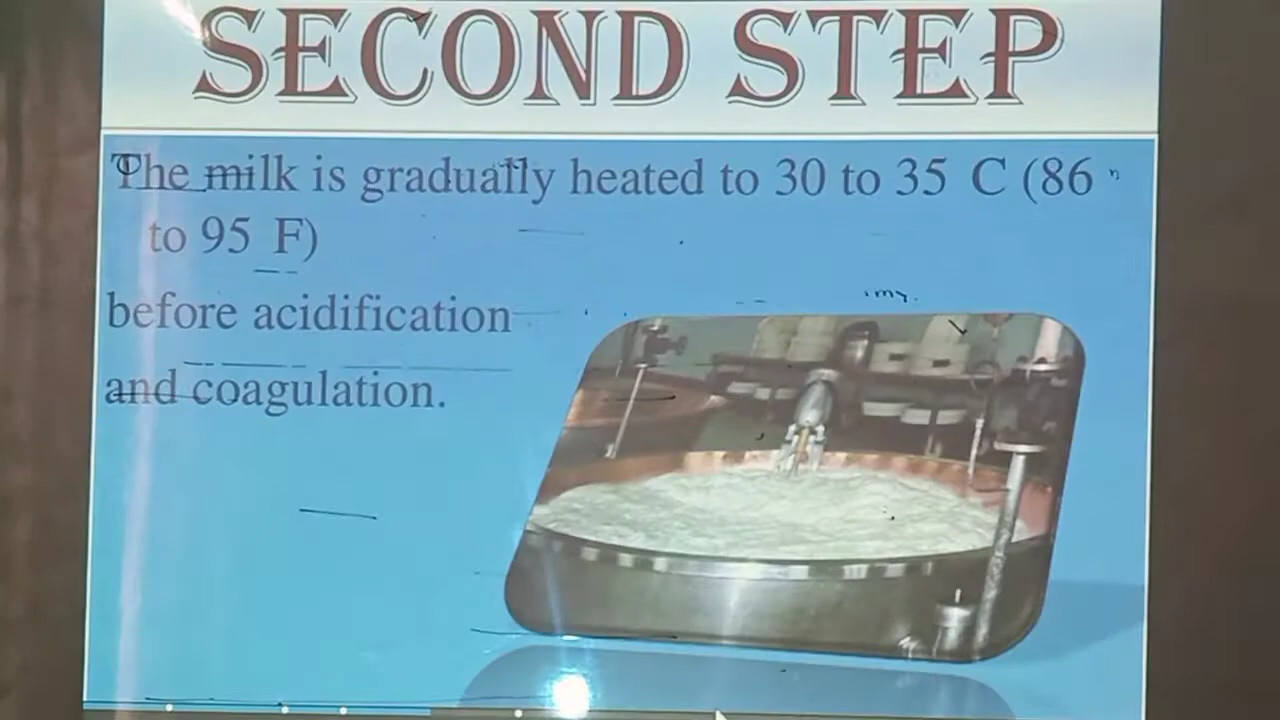 SECOND STEP
The milk is gradually heated to 30 to 35 C (86
to 95 F)
before acidification
and coagulation.